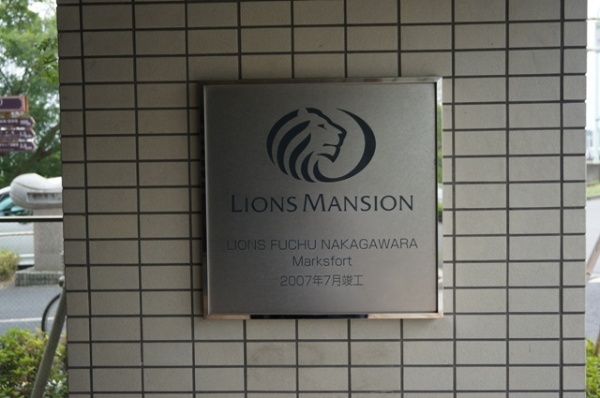 LIONS MANSION
LIONS FUCHU NAKAGAWARA
Marksfort
2007年7月竣工